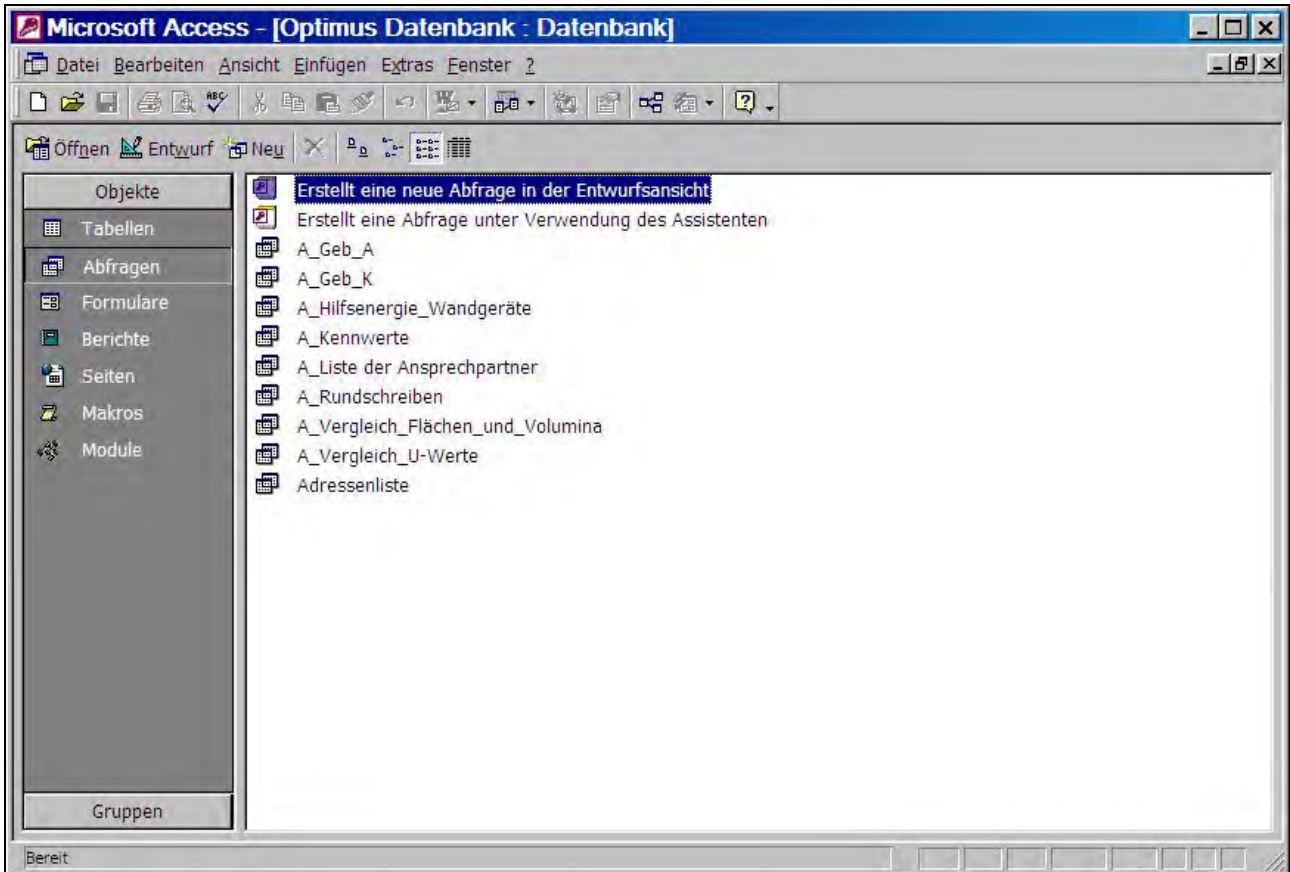 Microsoft Access - [Optimus Datenbank : Datenbank]
Datei Bearbeiten Ansicht Einfügen Extras Fenster ?
ABC
Öffnen Entwurf Neu
Objekte
Tabellen
Abfragen
Formulare
Berichte
Seiten
Makros
Module
Gruppen
Erstellt eine neue Abfrage in der Entwurfsansicht
Erstellt eine Abfrage unter Verwendung des Assistenten
A_Geb_A
A_Geb_K
A_Hilfsenergie_Wandgeräte
A_Kennwerte
A_Liste der Ansprechpartner
A_Rundschreiben
A_Vergleich_Flächen_und_Volumina
A_Vergleich_U-Werte
Adressenliste
Bereit